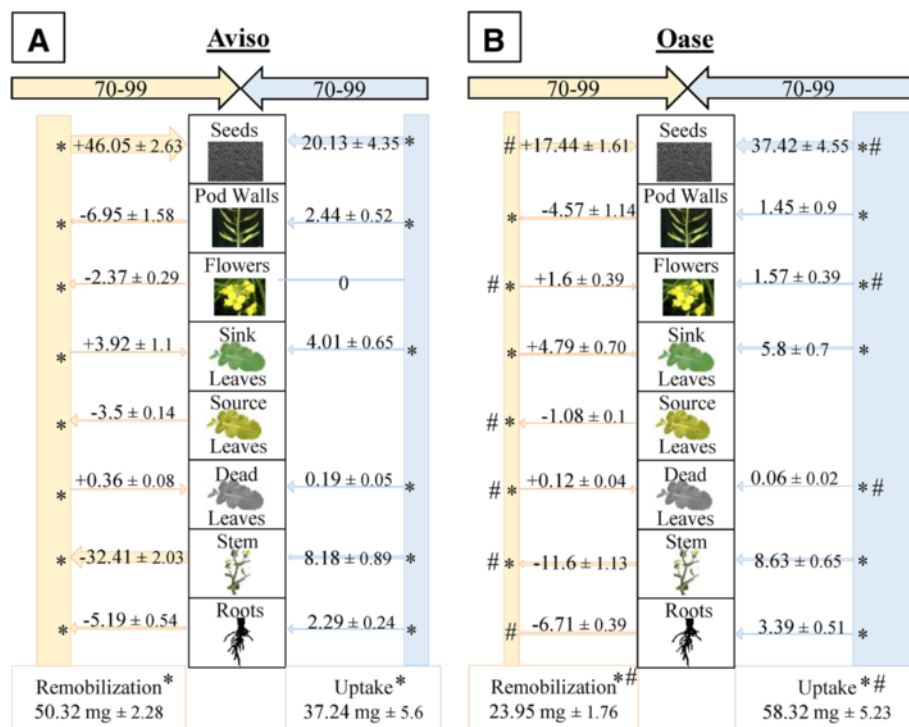 A
Aviso
70-99
70-99
* +46.05 ± 2.63
Seeds
20.13 ± 4.35 *
* -6.95 ± 1.58
Pod Walls
2.44 ± 0.52 *
* -2.37 ± 0.29
Flowers
0
* +3.92 ± 1.1
Sink
Leaves
4.01 ± 0.65 *
* -3.5 ± 0.14
Source
Leaves
* +0.36 ± 0.08
Dead
Leaves
0.19 ± 0.05 *
* -32.41 ± 2.03
Stem
8.18 ± 0.89 *
* -5.19 ± 0.54
Roots
2.29 ± 0.24 *
Remobilization*
50.32 mg ± 2.28
Uptake*
37.24 mg ± 5.6
B
Oase
70-99
70-99
# +17.44 ± 1.61
Seeds
37.42 ± 4.55 *#
* -4.57 ± 1.14
Pod Walls
1.45 ± 0.9 *
# * +1.6 ± 0.39
Flowers
1.57 ± 0.39 *#
* +4.79 ± 0.70
Sink
Leaves
5.8 ± 0.7 *
# * -1.08 ± 0.1
Source
Leaves
# * +0.12 ± 0.04
Dead
Leaves
0.06 ± 0.02 *#
# * -11.6 ± 1.13
Stem
8.63 ± 0.65 *
# -6.71 ± 0.39
Roots
3.39 ± 0.51 *
Remobilization*#
23.95 mg ± 1.76
Uptake*#
58.32 mg ± 5.23